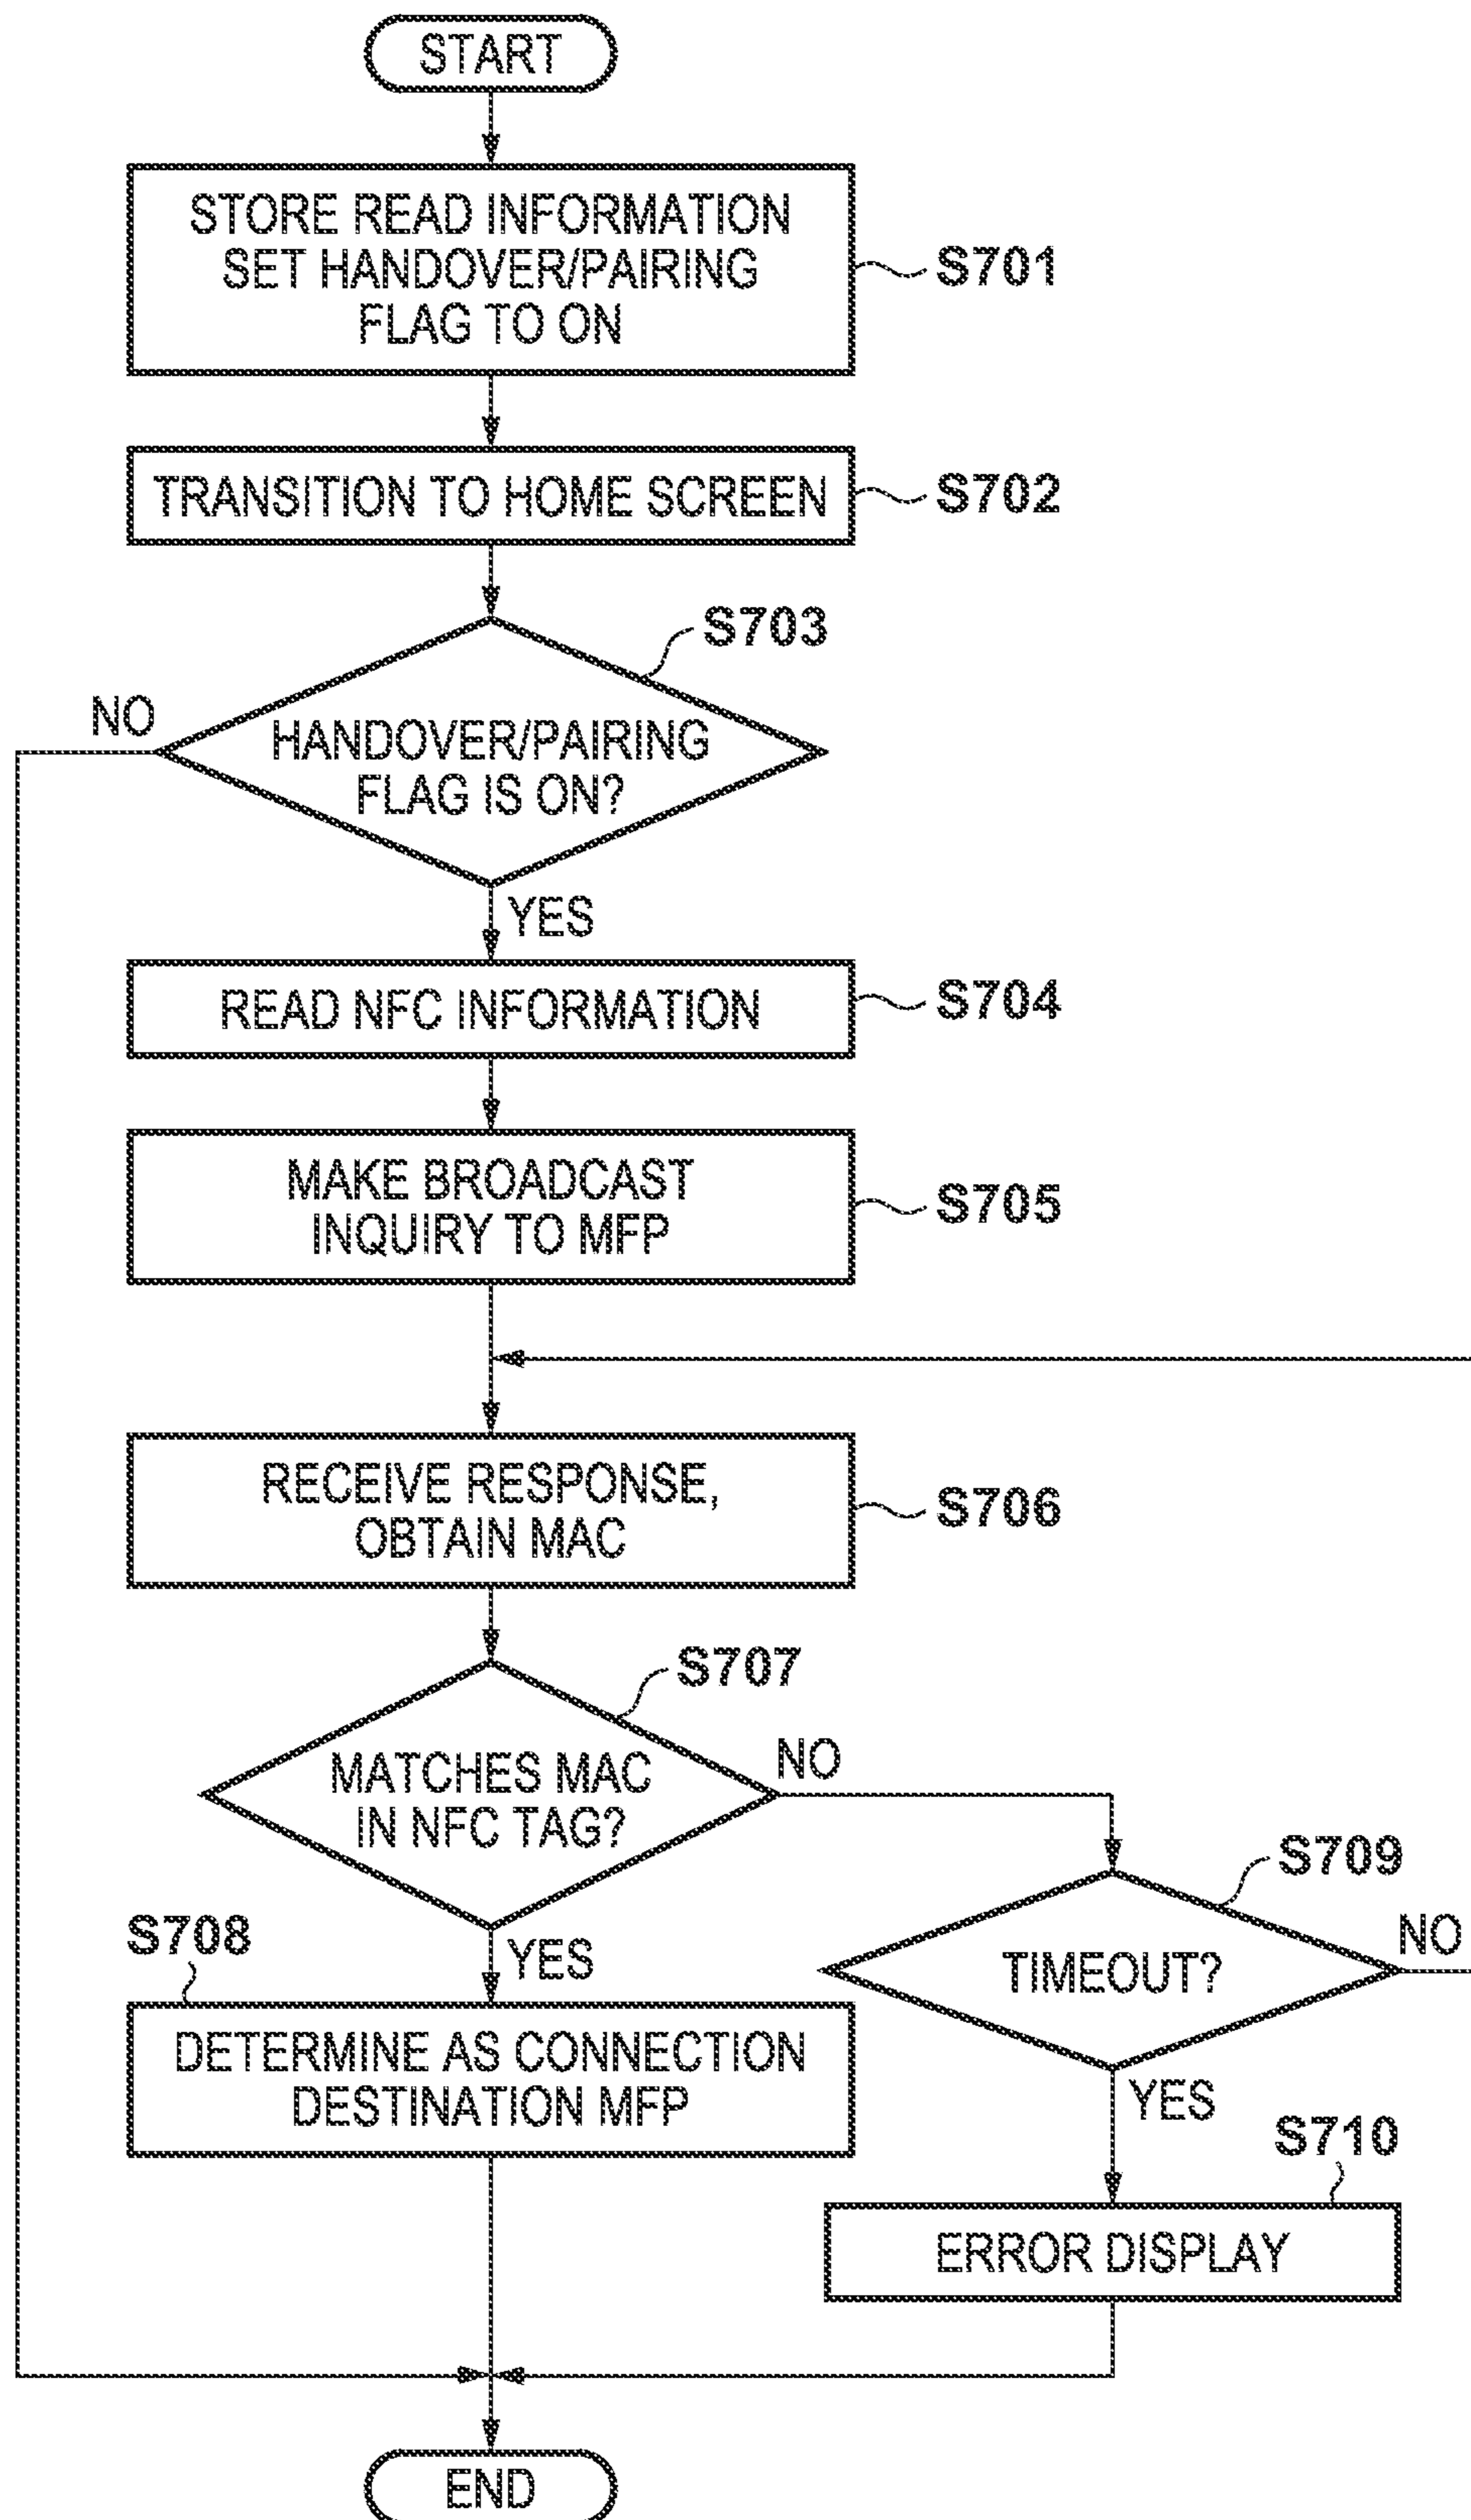 START
STORE READ INFORMATION
SET HANDOVER/PAIRING
FLAG TO ON
S701
TRANSITION TO HOME SCREEN
S702
S703
NO
HANDOVER/PAIRING
FLAG IS ON?
YES
READ NFC INFORMATION
S704
MAKE BROADCAST
INQUIRY TO MFP
S705
RECEIVE RESPONSE,
OBTAIN MAC
S706
S707
MATCHES MAC
IN NFC TAG?
NO
YES
S708
DETERMINE AS CONNECTION
DESTINATION MFP
S709
TIMEOUT?
NO
YES
S710
ERROR DISPLAY
END